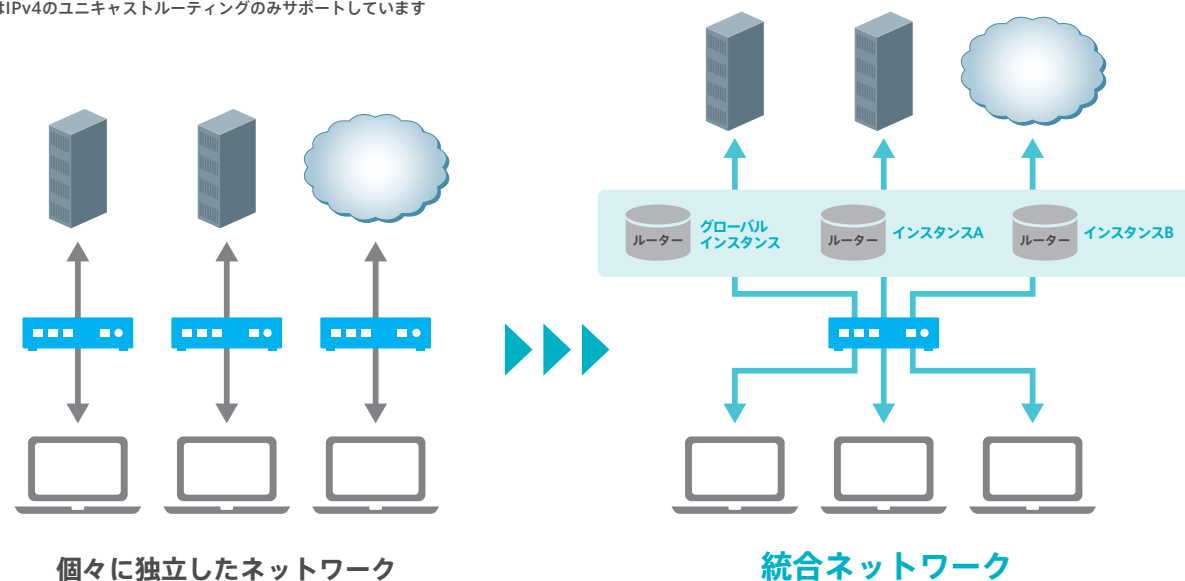 はIPv4のユニキャストルーティングのみサポートしています
ルーター
グローバル
インスタンス
ルーター
インスタンスA
ルーター
インスタンスB
個々に独立したネットワーク
統合ネットワーク